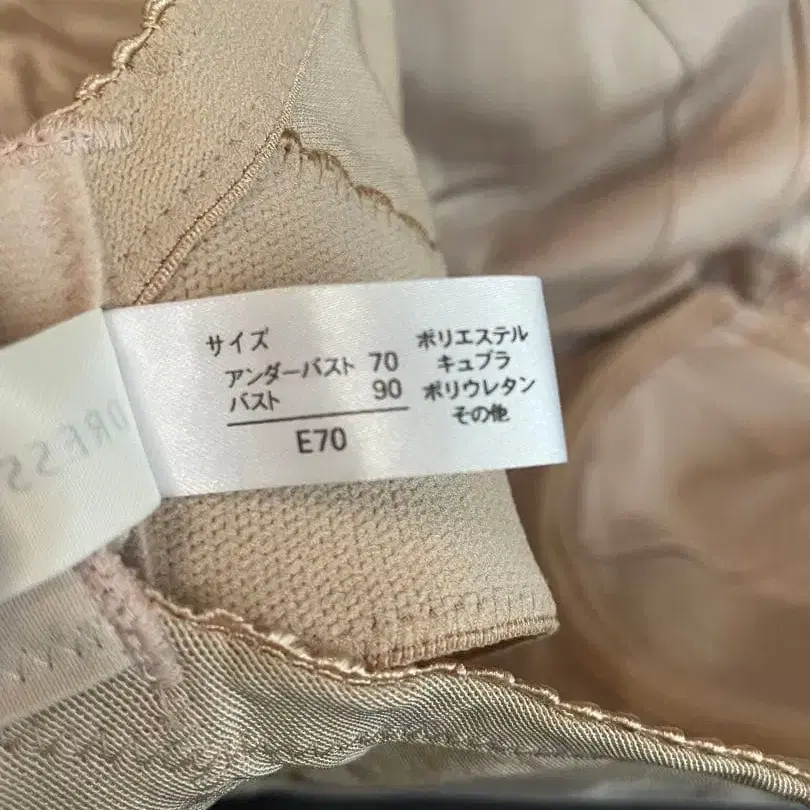 サイズ
アンダーバスト 70
バスト 90
E70
ポリエステル
キュプラ
ポリウレタン
その他